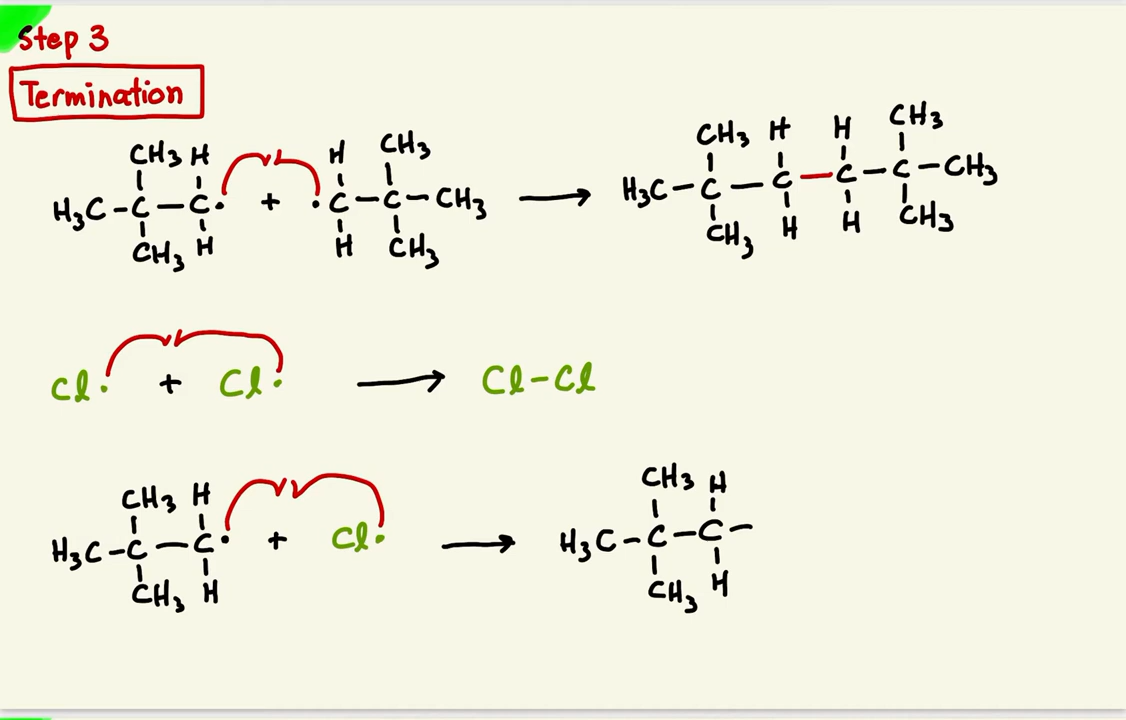 Step 3
Termination
CH3 H H CH3 CH3 H H CH3
H3C-C-C· + ·C-C-CH3 → H3C-C-C-C-C-CH3
CH3 H H CH3 CH3 H H CH3
Cl· + Cl· → Cl-Cl
CH3 H CH3 H
H3C-C-C· + Cl· → H3C-C-C-
CH3 H CH3 H